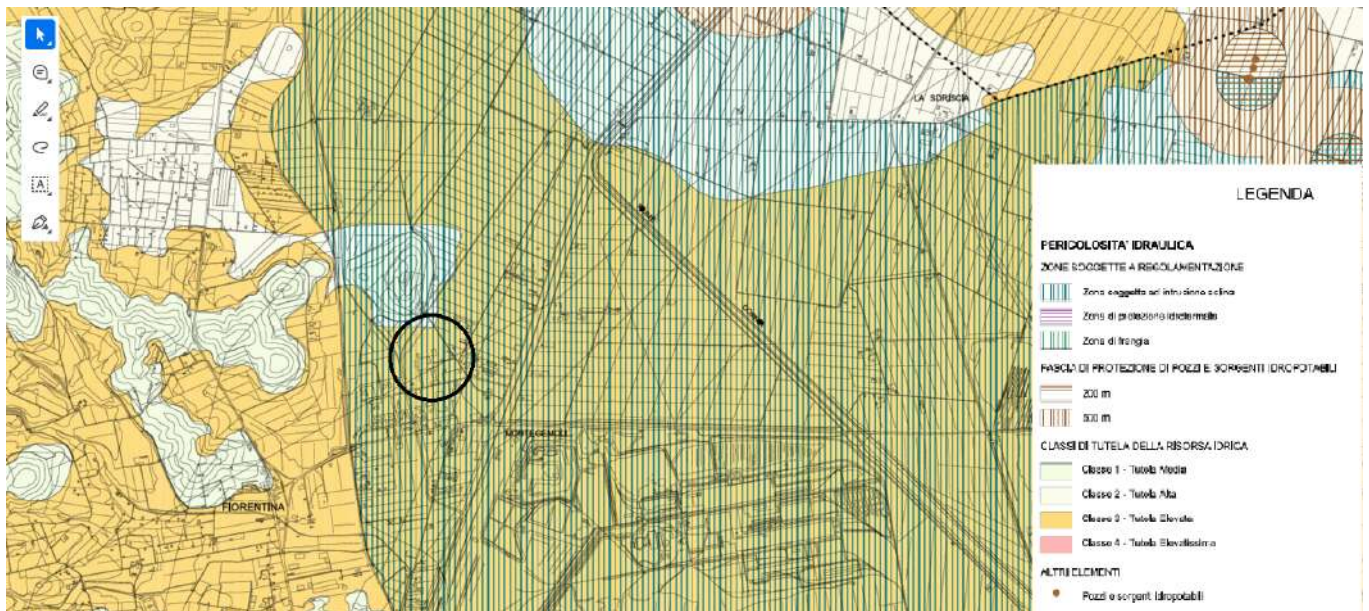 LA SDRISCIA
LEGENDA
PERICOLOSITA' IDRAULICA
ZONE SOGGETTE A REGOLAMENTAZIONE
Zona soggetta ad intrusione salina
Zona di protezione idrotermale
Zona di frangia
FASCIA DI PROTEZIONE DI POZZI E SORGENTI IDROPOTABILI
200 m
500 m
MONTEGEMOLI
CLASSI DI TUTELA DELLA RISORSA IDRICA
Classe 1 - Tutela Media
Classe 2 - Tutela Alta
FIORENTINA
Classe 3 - Tutela Elevata
Classe 4 - Tutela Elevatissima
ALTRI ELEMENTI
Pozzi e sorgenti Idropotabili